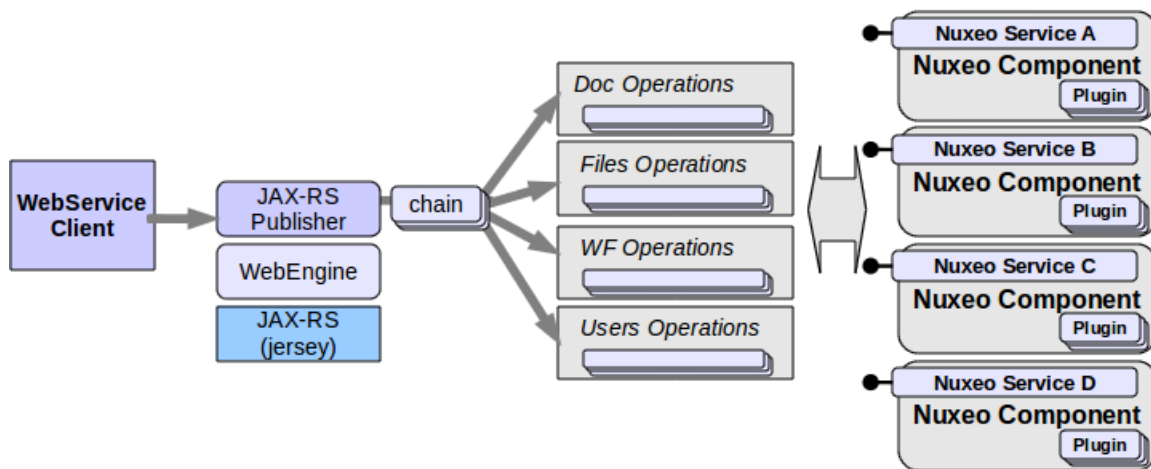 WebService
Client
JAX-RS
Publisher
WebEngine
JAX-RS
(jersey)
chain
Doc Operations
Files Operations
WF Operations
Users Operations
Nuxeo Service A
Nuxeo Component
Plugin
Nuxeo Service B
Nuxeo Component
Plugin
Nuxeo Service C
Nuxeo Component
Plugin
Nuxeo Service D
Nuxeo Component
Plugin